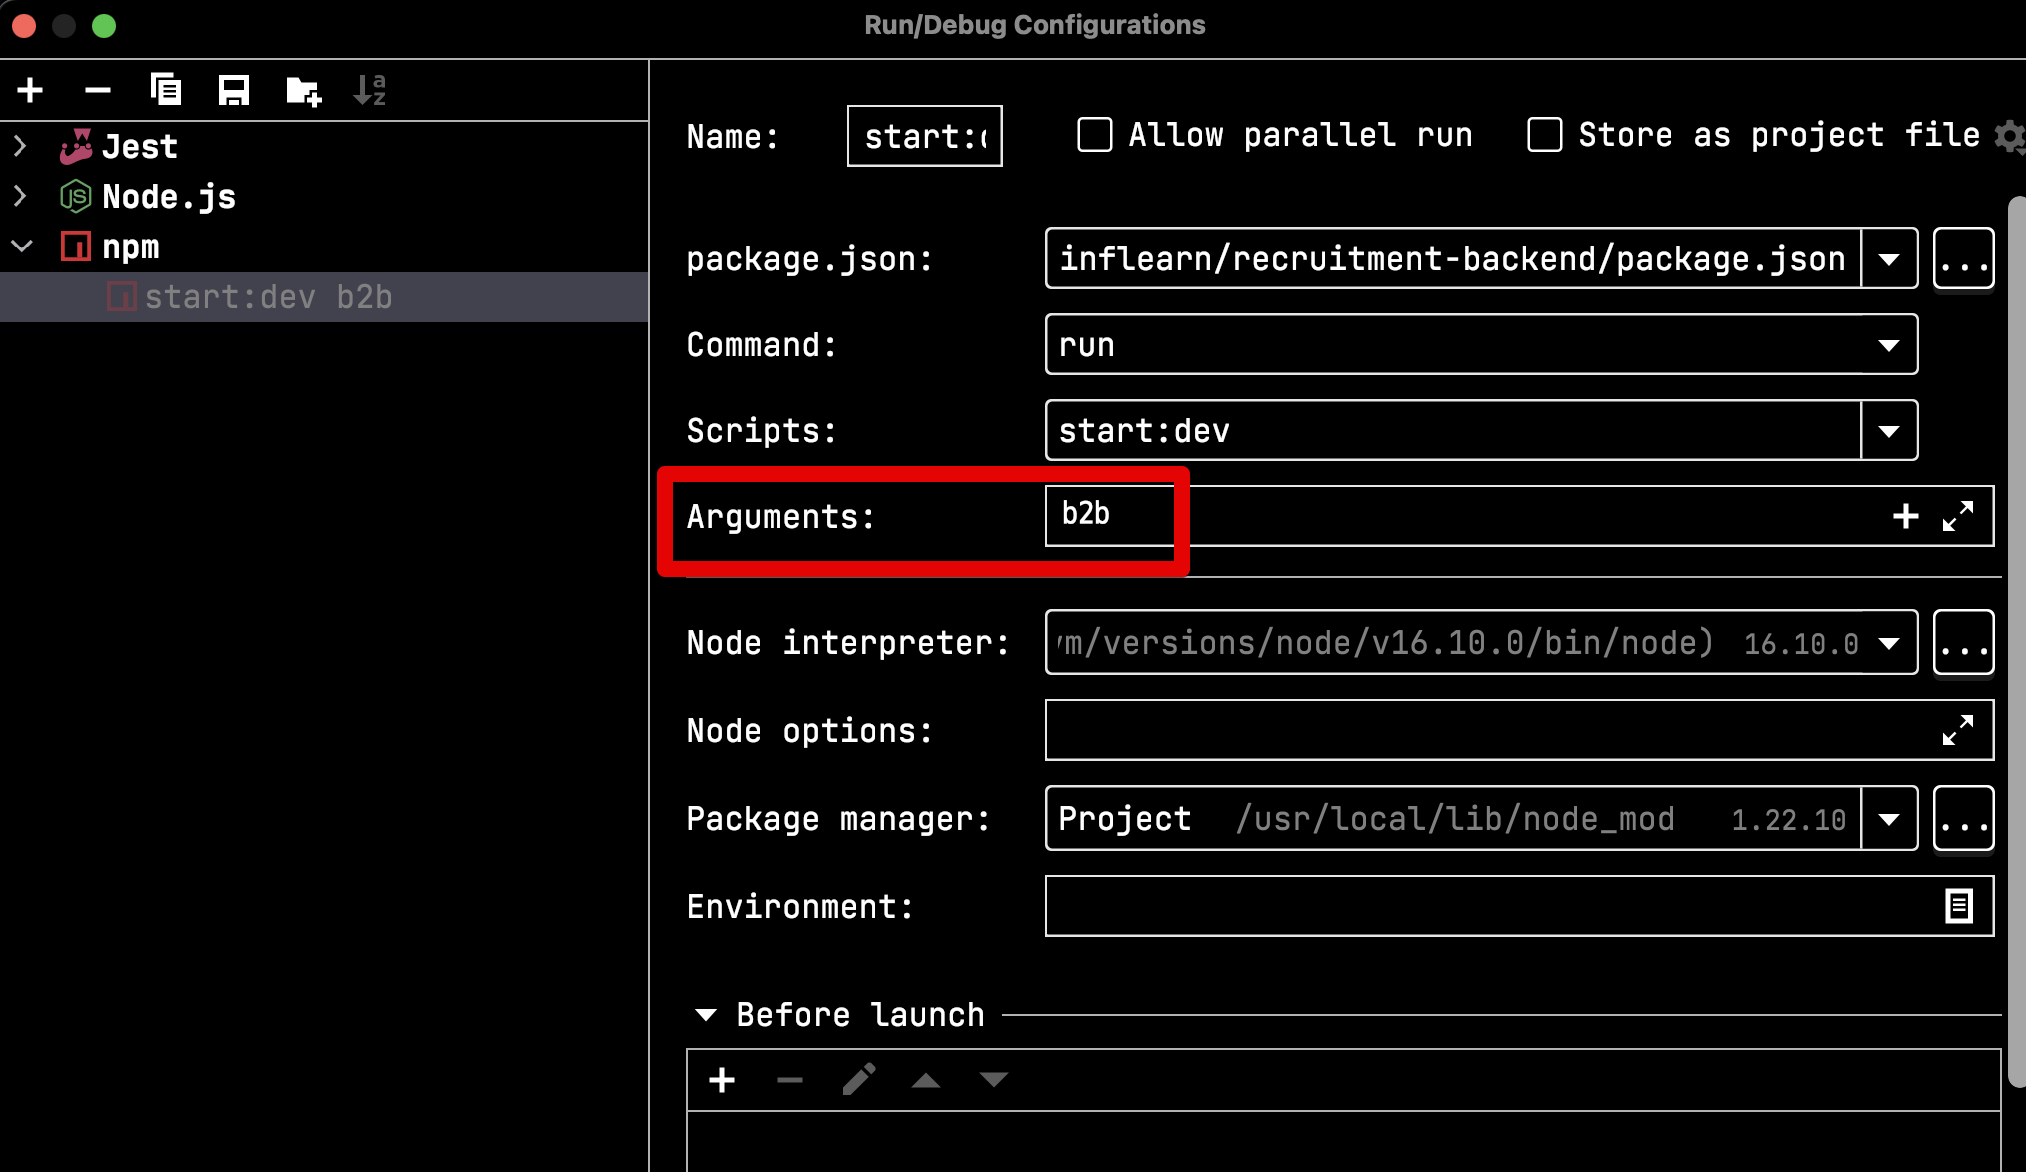 Run/Debug Configurations
Jest
Node.js
npm
start:dev b2b
Name: start: Allow parallel run Store as project file
package.json: inflearn/recruitment-backend/package.json ...
Command: run
Scripts: start:dev
Arguments: b2b
Node interpreter: m/versions/node/v16.10.0/bin/node) 16.10.0 ...
Node options:
Package manager: Project /usr/local/lib/node_mod 1.22.10 ...
Environment:
Before launch